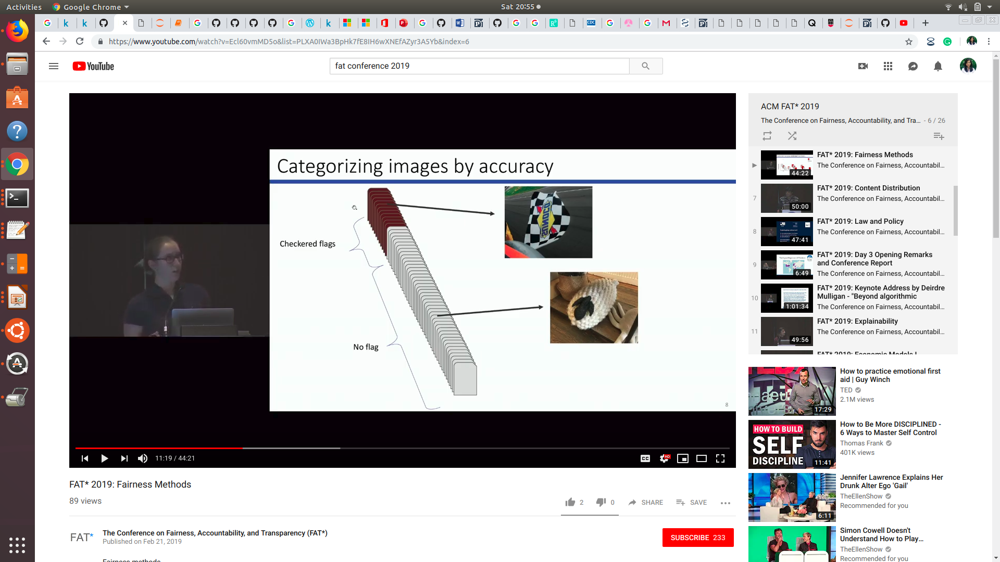 Activities
Google Chrome
Sat 20:55
https://www.youtube.com/watch?v=Ecl60vmMD5o&list=PLXA0IWa3BpHk7fE8IH6wXNEfAZyr3A5Yb&index=6
YouTube
fat conference 2019
Categorizing images by accuracy
Checkered flags
SUNOCO
No flag
8
11:19 / 44:21
CC
HD
FAT* 2019: Fairness Methods
89 views
2
0
SHARE
SAVE
FAT*
The Conference on Fairness, Accountability, and Transparency (FAT*)
Published on Feb 21, 2019
SUBSCRIBE 233
Fairness methods
ACM FAT* 2019
The Conference on Fairness, Accountability, and Tra... - 6 / 26
FAT* 2019: Fairness Methods
The Conference on Fairness, Accountabil...
44:22
7
FAT* 2019: Content Distribution
The Conference on Fairness, Accountabil...
50:00
8
FAT* 2019: Law and Policy
The Conference on Fairness, Accountabil...
47:41
9
FAT* 2019: Day 3 Opening Remarks
and Conference Report
The Conference on Fairness, Accountabil...
6:49
10
FAT* 2019: Keynote Address by Deirdre
Mulligan - "Beyond algorithmic
The Conference on Fairness, Accountabil...
1:01:34
11
FAT* 2019: Explainability
The Conference on Fairness, Accountabil...
49:56
FAT* 2019: Economic Models I
How to practice emotional first
aid | Guy Winch
TED
2.1M views
17:29
HOW TO BUILD
SELF
DISCIPLINE
11:41
How to Be More DISCIPLINED -
6 Ways to Master Self Control
Thomas Frank
401K views
Jennifer Lawrence Explains Her
Drunk Alter Ego 'Gail'
TheEllenShow
Recommended for you
6:11
Simon Cowell Doesn't
Understand How to Play...
TheEllenShow
Recommended for you